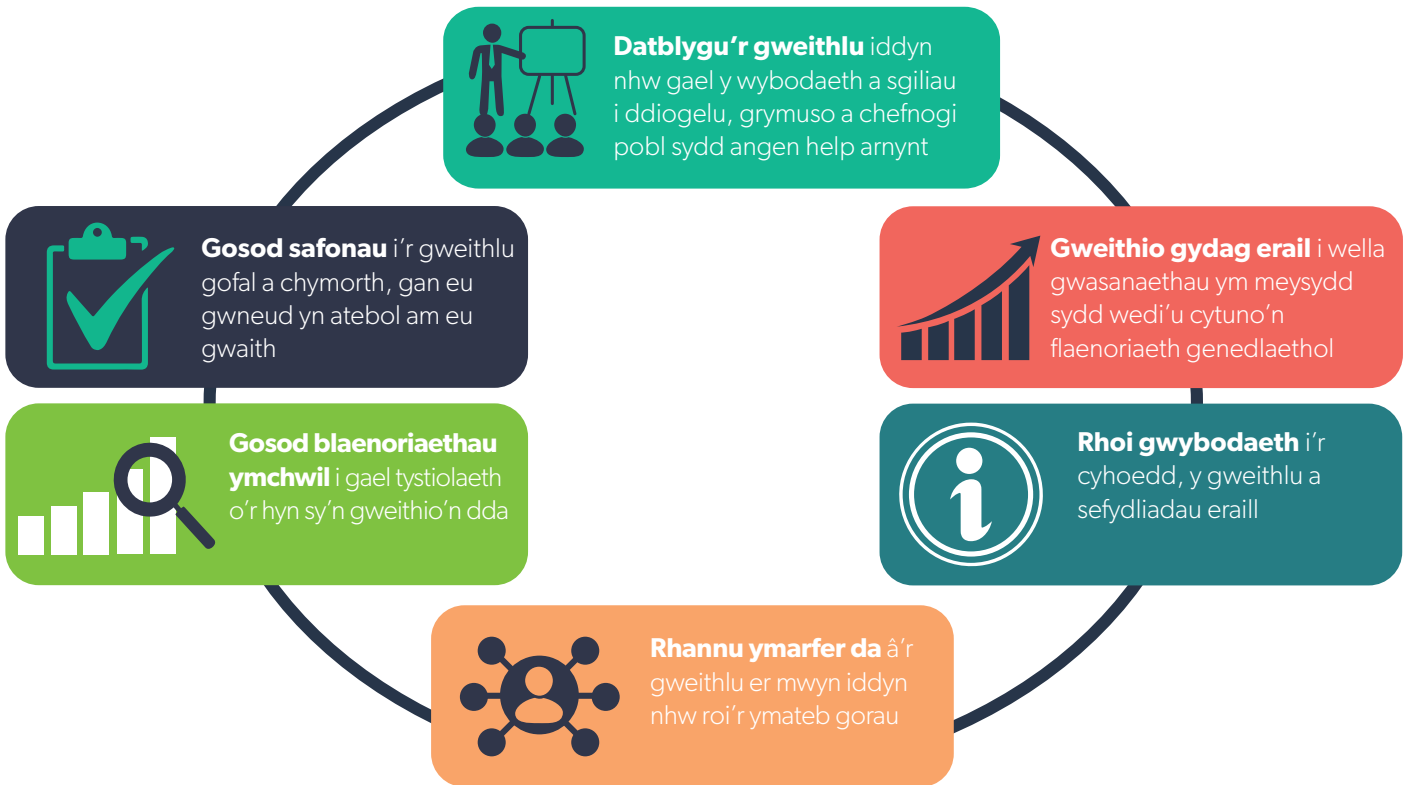 Datblygu'r gweithlu iddyn
nhw gael y wybodaeth a sgiliau
i ddiogelu, grymuso a chefnogi
pobl sydd angen help arnynt
Gosod safonau i'r gweithlu
gofal a chymorth, gan eu
gwneud yn atebol am eu
gwaith
Gweithio gydag erail i wella
gwasanaethau ym meysydd
sydd wedi'u cytuno'n
flaenoriaeth genedlaethol
Gosod blaenoriaethau
ymchwil i gael tystiolaeth
o'r hyn sy'n gweithio'n dda
Rhoi gwybodaeth i'r
cyhoedd, y gweithlu a
sefydliadau eraill
Rhannu ymarfer da â'r
gweithlu er mwyn iddyn
nhw roi'r ymateb gorau